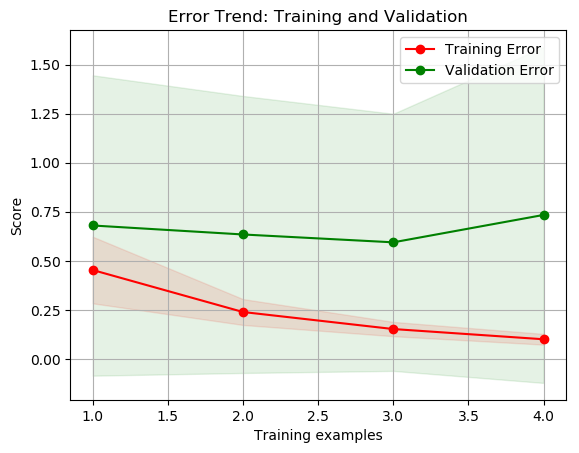 Error Trend: Training and Validation
Training Error
Validation Error
1.50
1.25
1.00
0.75
0.50
0.25
0.00
Score
1.0
1.5
2.0
2.5
3.0
3.5
4.0
Training examples